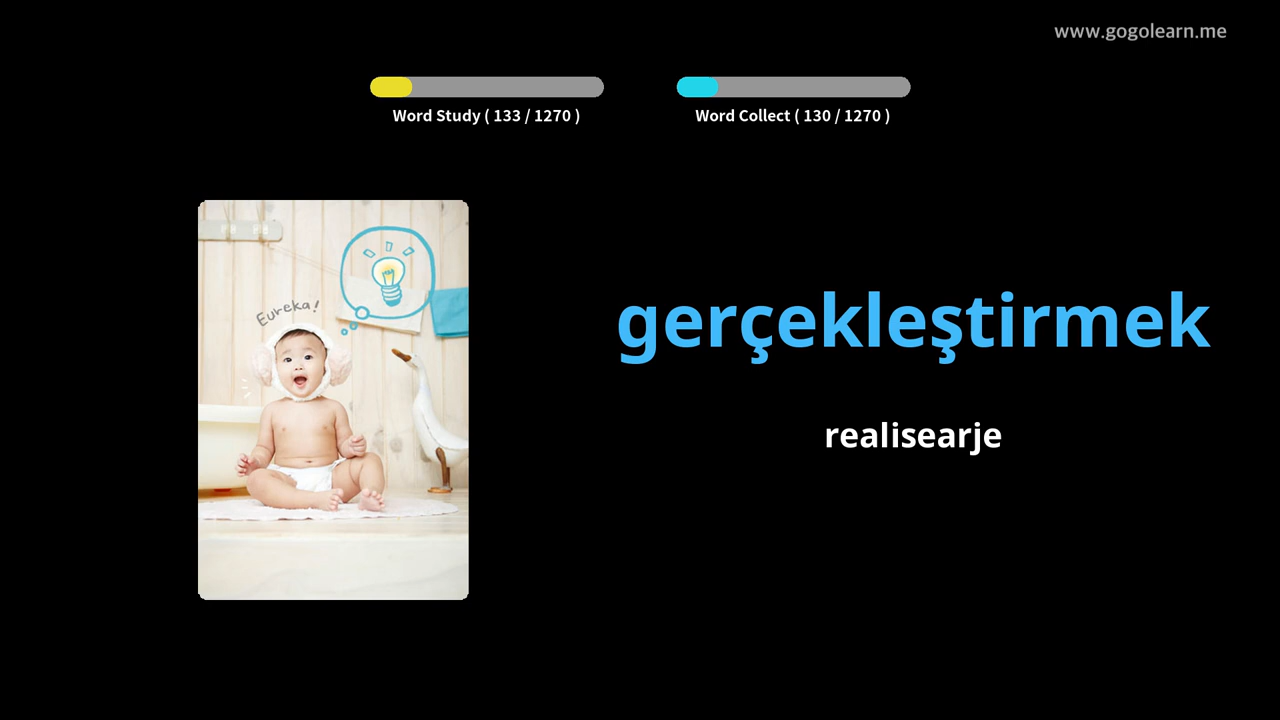 www.gogolearn.me
Word Study ( 133 / 1270 )
Word Collect ( 130 / 1270 )
Eureka!
gerçekleştirmek
realisearje